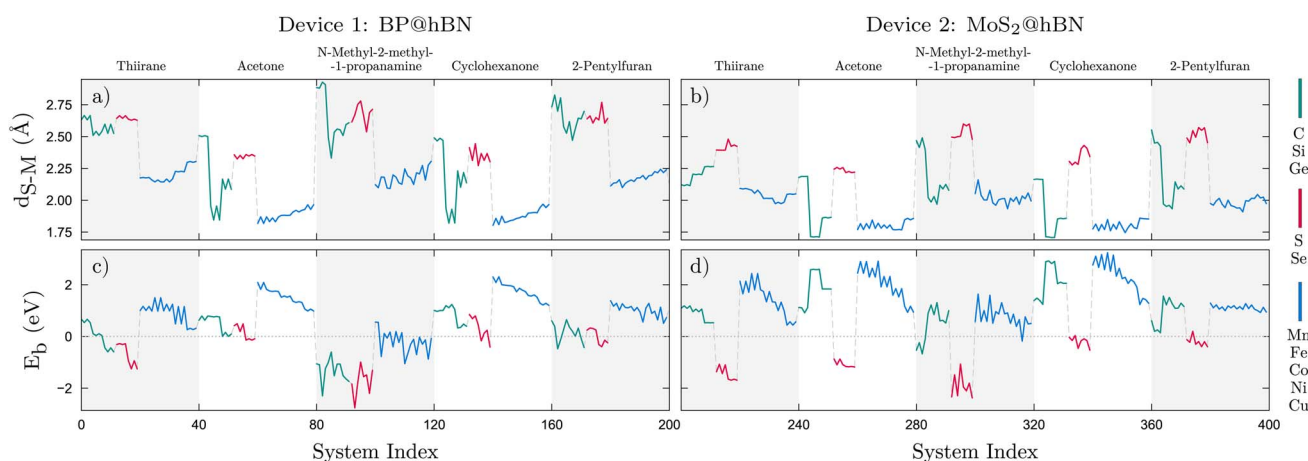 Device 1: BP@hBN
Device 2: MoS₂@hBN
Thiirane
Acetone
N-Methyl-2-methyl-
-1-propanamine
Cyclohexanone
2-Pentylfuran
Thiirane
Acetone
N-Methyl-2-methyl-
-1-propanamine
Cyclohexanone
2-Pentylfuran
a)
b)
d_S-M (Å)
2.75
2.50
2.25
2.00
1.75
c)
d)
E_b (eV)
2
0
−2
0
40
80
120
160
200
240
280
320
360
400
System Index
System Index
C
Si
Ge
S
Se
Mn
Fe
Co
Ni
Cu